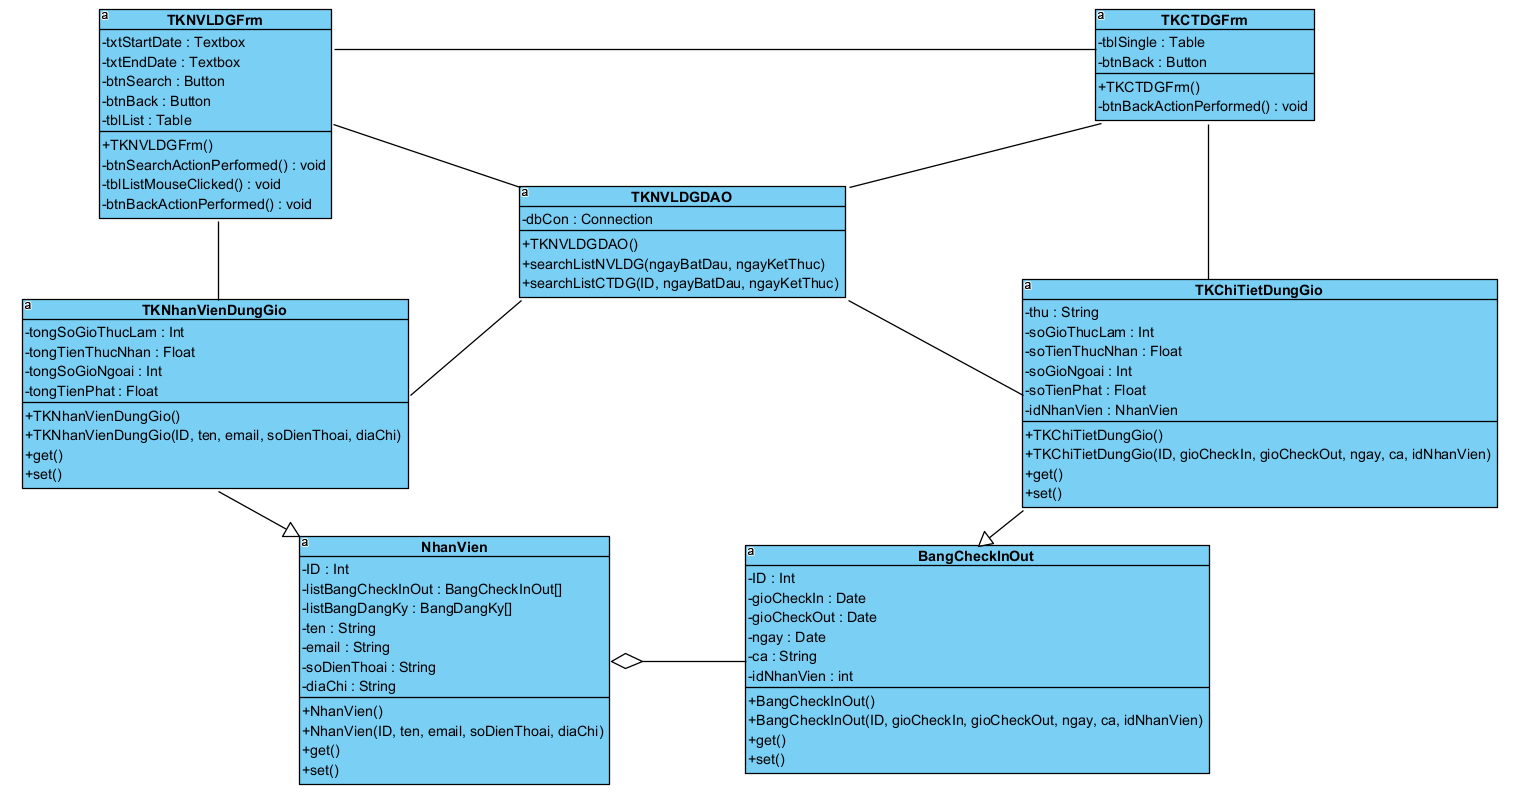 a
TKNVLDGFrm
-txtStartDate : Textbox
-txtEndDate : Textbox
-btnSearch : Button
-btnBack : Button
-tblList : Table
+TKNVLDGFrm()
-btnSearchActionPerformed() : void
-tblListMouseClicked() : void
-btnBackActionPerformed() : void
a
TKCTDGFrm
-tblSingle : Table
-btnBack : Button
+TKCTDGFrm()
-btnBackActionPerformed() : void
a
TKNVLDGDAO
-dbCon : Connection
+TKNVLDGDAO()
+searchListNVLDG(ngayBatDau, ngayKetThuc)
+searchListCTDG(ID, ngayBatDau, ngayKetThuc)
a
TKNhanVienDungGio
-tongSoGioThucLam : Int
-tongTienThucNhan : Float
-tongSoGioNgoai : Int
-tongTienPhat : Float
+TKNhanVienDungGio()
+TKNhanVienDungGio(ID, ten, email, soDienThoai, diaChi)
+get()
+set()
a
TKChiTietDungGio
-thu : String
-soGioThucLam : Int
-soTienThucNhan : Float
-soGioNgoai : Int
-soTienPhat : Float
-idNhanVien : NhanVien
+TKChiTietDungGio()
+TKChiTietDungGio(ID, gioCheckIn, gioCheckOut, ngay, ca, idNhanVien)
+get()
+set()
a
NhanVien
-ID : Int
-listBangCheckInOut : BangCheckInOut[]
-listBangDangKy : BangDangKy[]
-ten : String
-email : String
-soDienThoai : String
-diaChi : String
+NhanVien()
+NhanVien(ID, ten, email, soDienThoai, diaChi)
+get()
+set()
a
BangCheckInOut
-ID : Int
-gioCheckIn : Date
-gioCheckOut : Date
-ngay : Date
-ca : String
-idNhanVien : int
+BangCheckInOut()
+BangCheckInOut(ID, gioCheckIn, gioCheckOut, ngay, ca, idNhanVien)
+get()
+set()